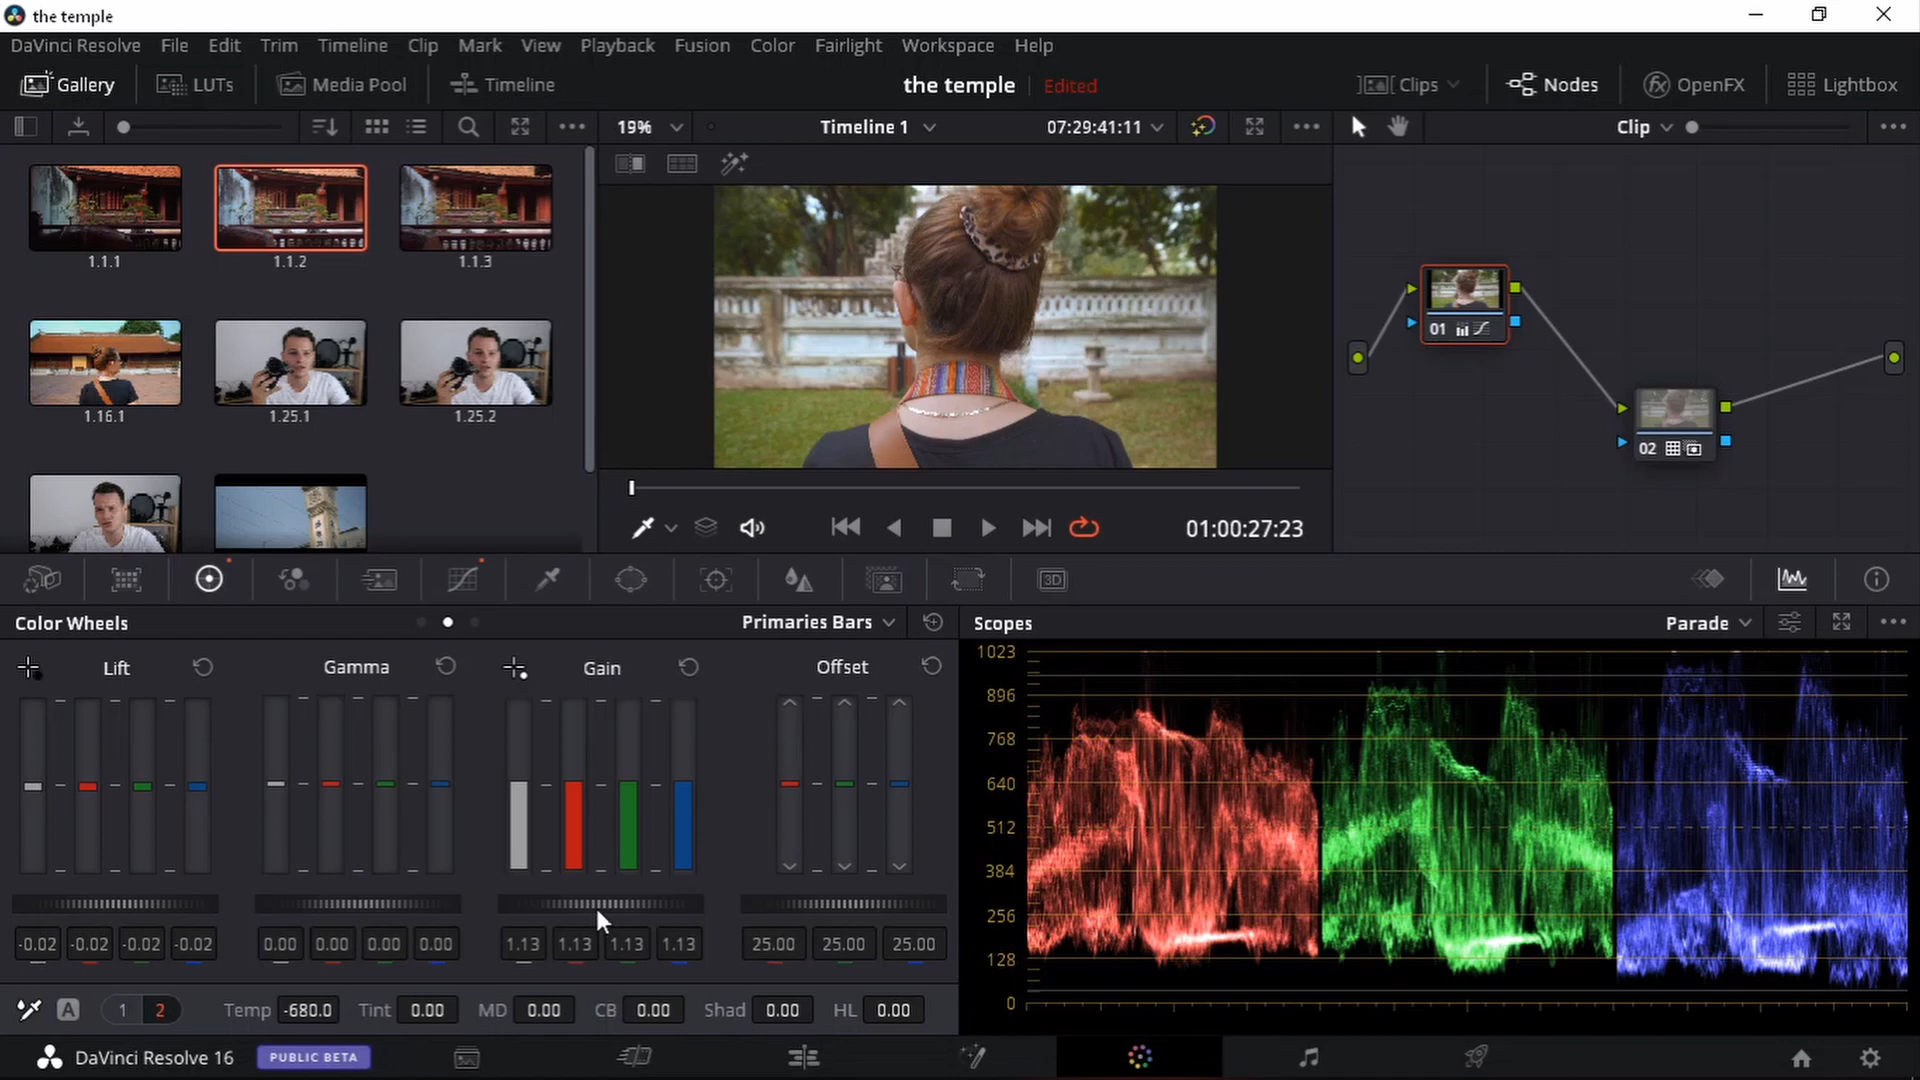 the temple
DaVinci Resolve File Edit Trim Timeline Clip Mark View Playback Fusion Color Fairlight Workspace Help
Gallery LUTs Media Pool Timeline the temple Edited Clips Nodes OpenFX Lightbox
19% Timeline 1 07:29:41:11 Clip
1.1.1 1.1.2 1.1.3
01
1.16.1 1.25.1 1.25.2
02
01:00:27:23
3D
Color Wheels Primaries Bars Scopes Parade
Lift Gamma Gain Offset
1023
896
768
640
512
384
256
128
0
-0.02 -0.02 -0.02 -0.02 0.00 0.00 0.00 0.00 1.13 1.13 1.13 1.13 25.00 25.00 25.00
A 1 2 Temp -680.0 Tint 0.00 MD 0.00 CB 0.00 Shad 0.00 HL 0.00
DaVinci Resolve 16 PUBLIC BETA